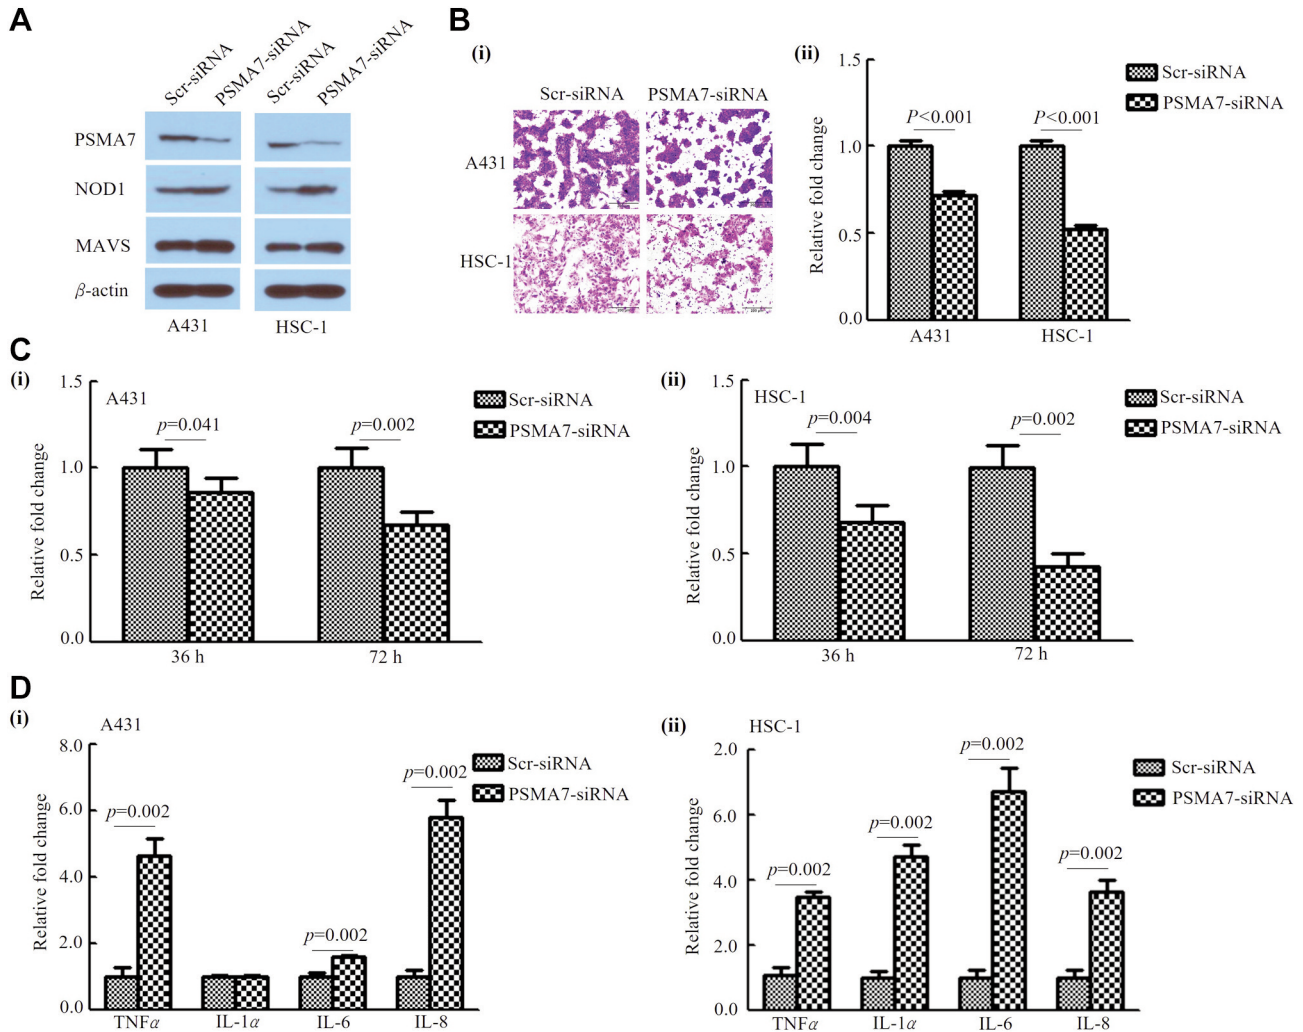 A
Scr-siRNA
PSMA7-siRNA
Scr-siRNA
PSMA7-siRNA
PSMA7
NOD1
MAVS
β-actin
A431
HSC-1
B
(i)
Scr-siRNA
PSMA7-siRNA
A431
HSC-1
(ii)
Scr-siRNA
PSMA7-siRNA
Relative fold change
1.5
1.0
0.5
0.0
P<0.001
P<0.001
A431
HSC-1
C
(i)
A431
Scr-siRNA
PSMA7-siRNA
Relative fold change
1.5
1.0
0.5
0.0
p=0.041
p=0.002
36 h
72 h
(ii)
HSC-1
Scr-siRNA
PSMA7-siRNA
Relative fold change
1.5
1.0
0.5
0.0
p=0.004
p=0.002
36 h
72 h
D
(i)
A431
Scr-siRNA
PSMA7-siRNA
Relative fold change
8.0
6.0
4.0
2.0
0.0
p=0.002
p=0.002
p=0.002
TNFα
IL-1α
IL-6
IL-8
(ii)
HSC-1
Scr-siRNA
PSMA7-siRNA
Relative fold change
2.0
6.0
4.0
2.0
0.0
p=0.002
p=0.002
p=0.002
p=0.002
TNFα
IL-1α
IL-6
IL-8